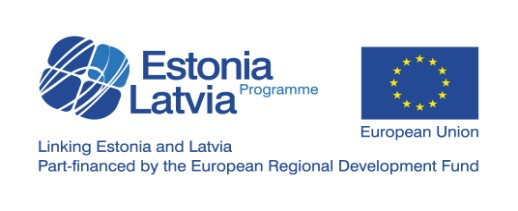 Estonia
Latvia Programme
European Union
Linking Estonia and Latvia
Part-financed by the European Regional Development Fund